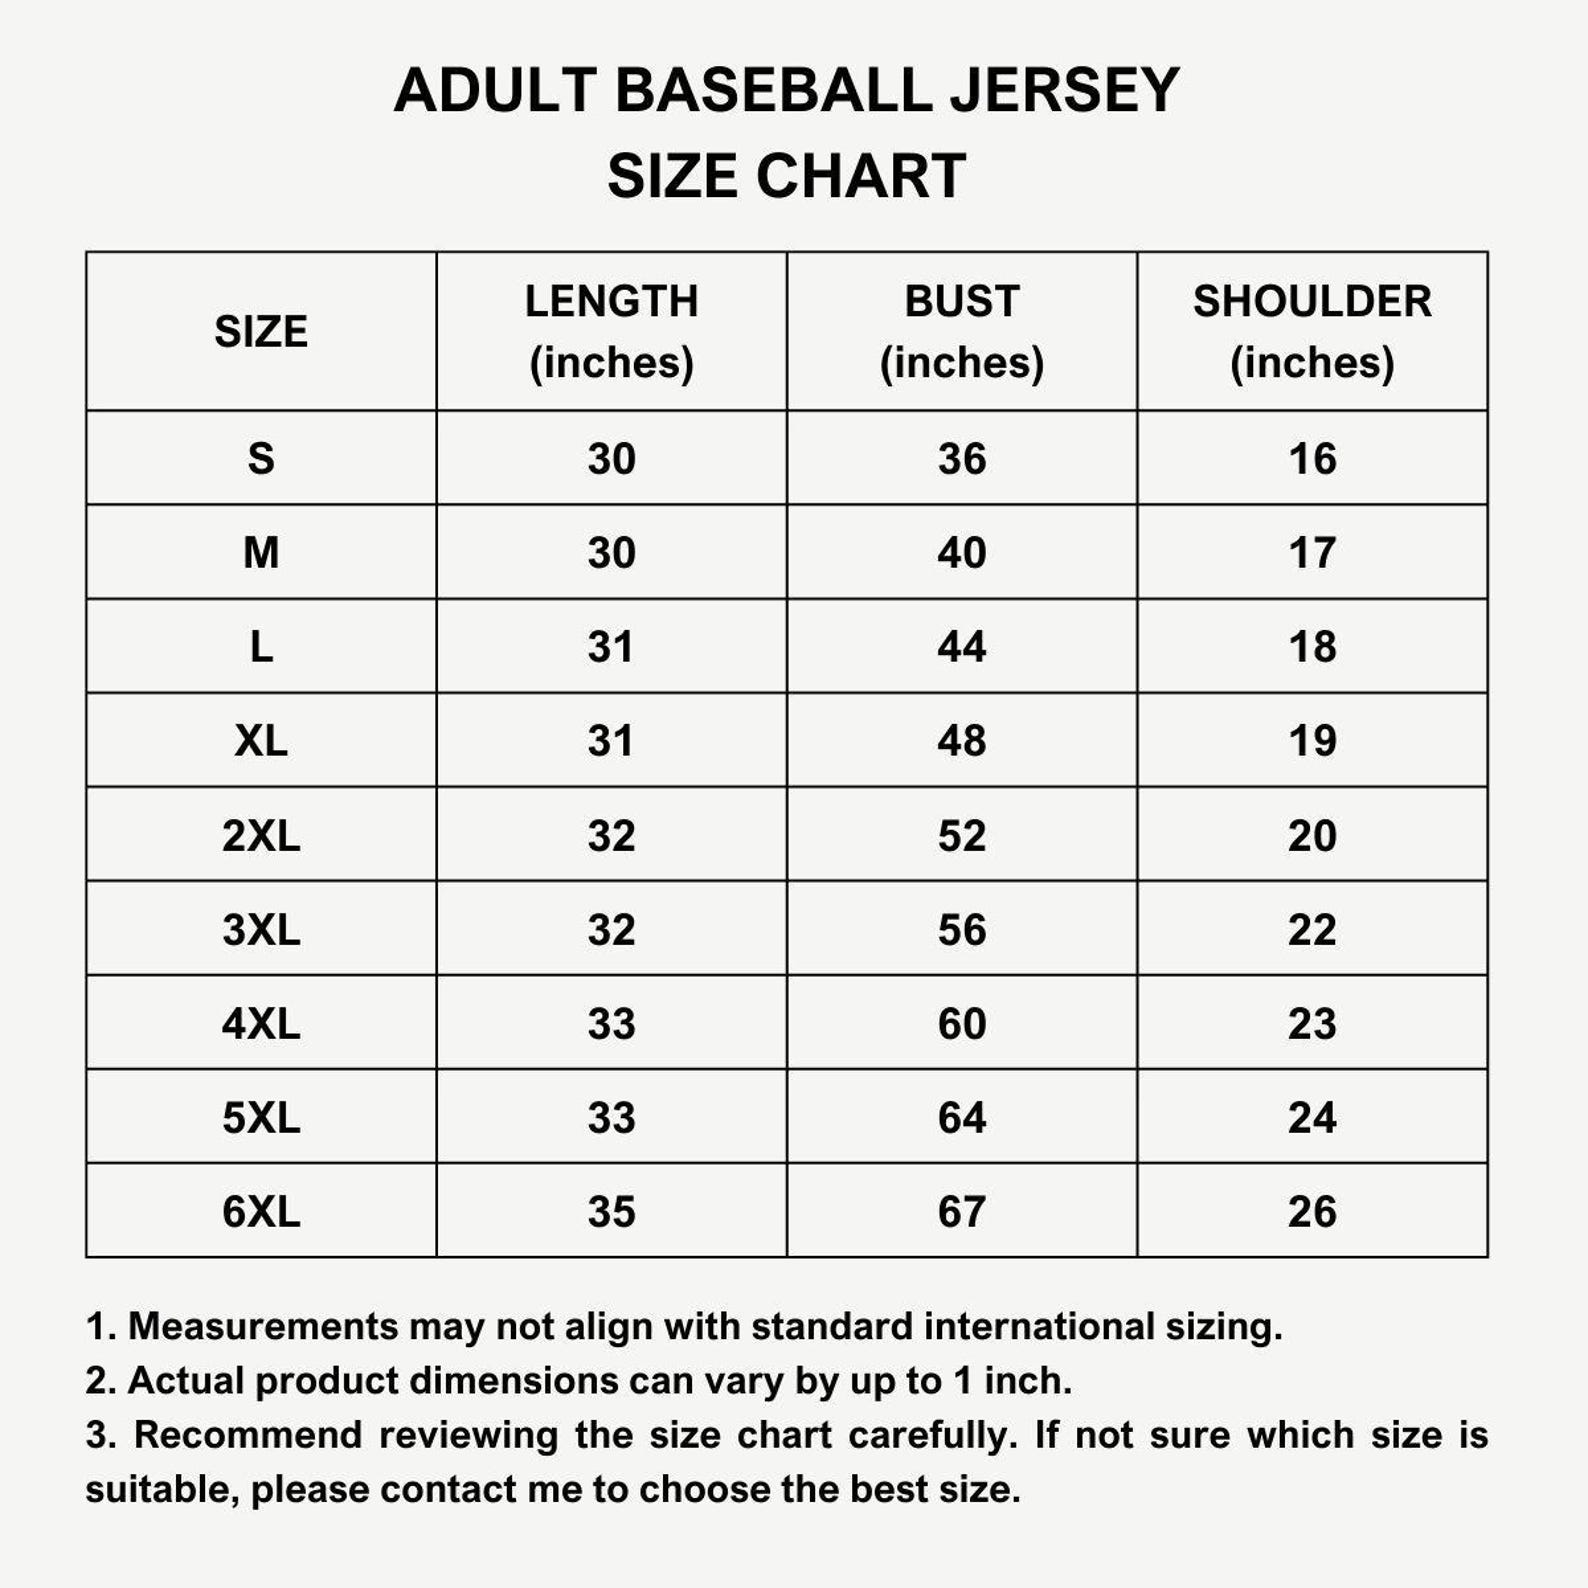 ADULT BASEBALL JERSEY
SIZE CHART
SIZE LENGTH (inches) BUST (inches) SHOULDER (inches)
S 30 36 16
M 30 40 17
L 31 44 18
XL 31 48 19
2XL 32 52 20
3XL 32 56 22
4XL 33 60 23
5XL 33 64 24
6XL 35 67 26
1. Measurements may not align with standard international sizing.
2. Actual product dimensions can vary by up to 1 inch.
3. Recommend reviewing the size chart carefully. If not sure which size is
suitable, please contact me to choose the best size.